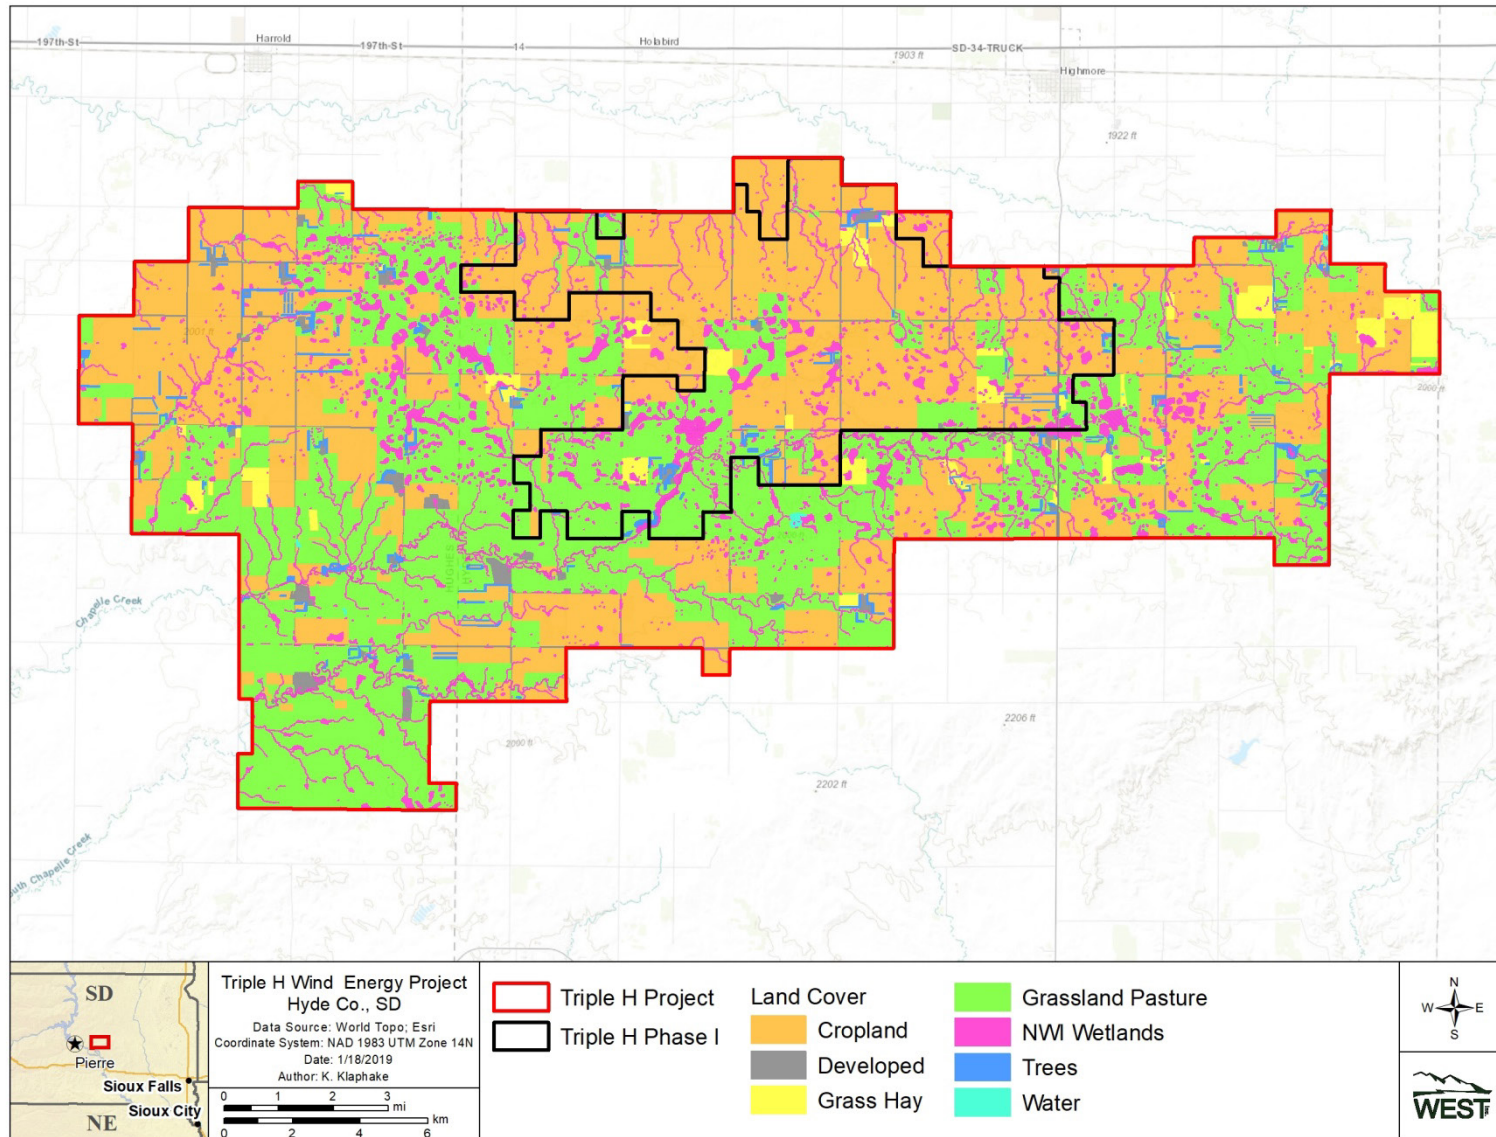 197th-St
Harrold
197th-St
14
Holabird
SD-34-TRUCK
1903 ft
Highmore
1922 ft
2001 ft
2060 ft
HUGHES
Chapelle Creek
2206 ft
2090 ft
2202 ft
outh Chapelle Creek
SD
Pierre
Sioux Falls
Sioux City
NE
Triple H Wind Energy Project
Hyde Co., SD
Data Source: World Topo; Esri
Coordinate System: NAD 1983 UTM Zone 14N
Date: 1/18/2019
Author: K. Klaphake
0 1 2 3
mi
km
0 2 4 6
Triple H Project
Triple H Phase I
Land Cover
Cropland
Developed
Grass Hay
Grassland Pasture
NWI Wetlands
Trees
Water
N
W E
S
WEST